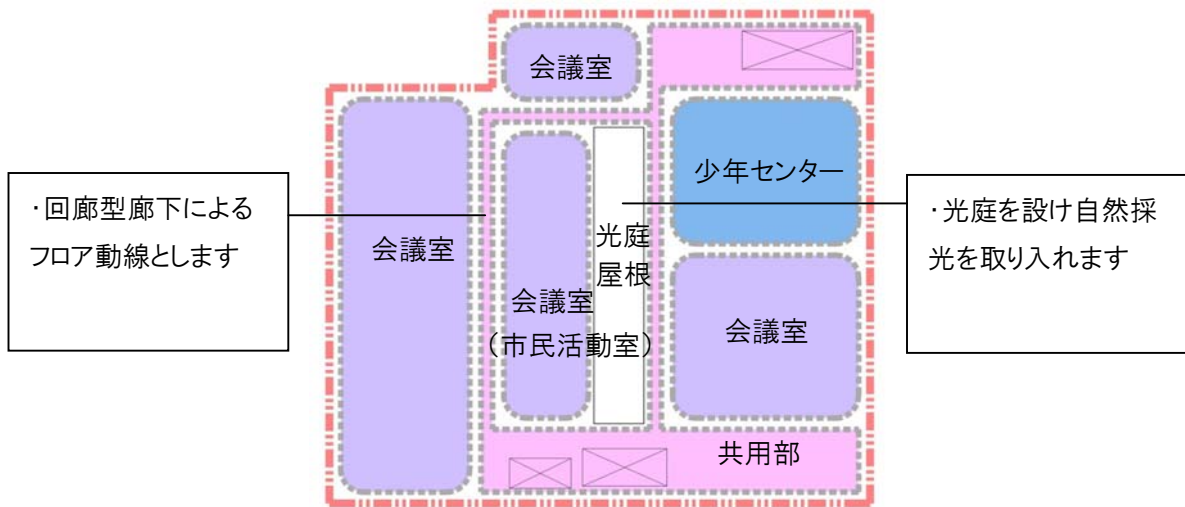 会議室
少年センター
・回廊型廊下による
フロア動線とします
会議室
光庭
屋根
・光庭を設け自然採
光を取り入れます
会議室
(市民活動室)
会議室
共用部